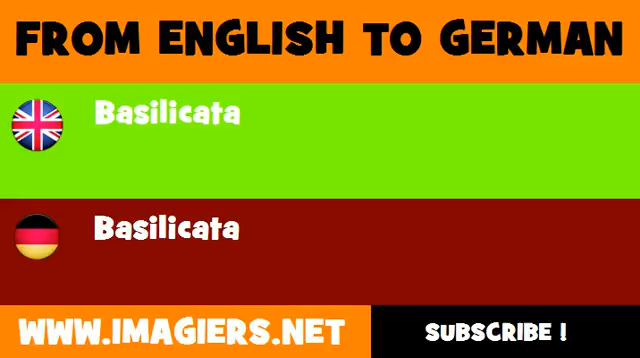 FROM ENGLISH TO GERMAN
Basilicata
Basilicata
WWW.IMAGIERS.NET
SUBSCRIBE !